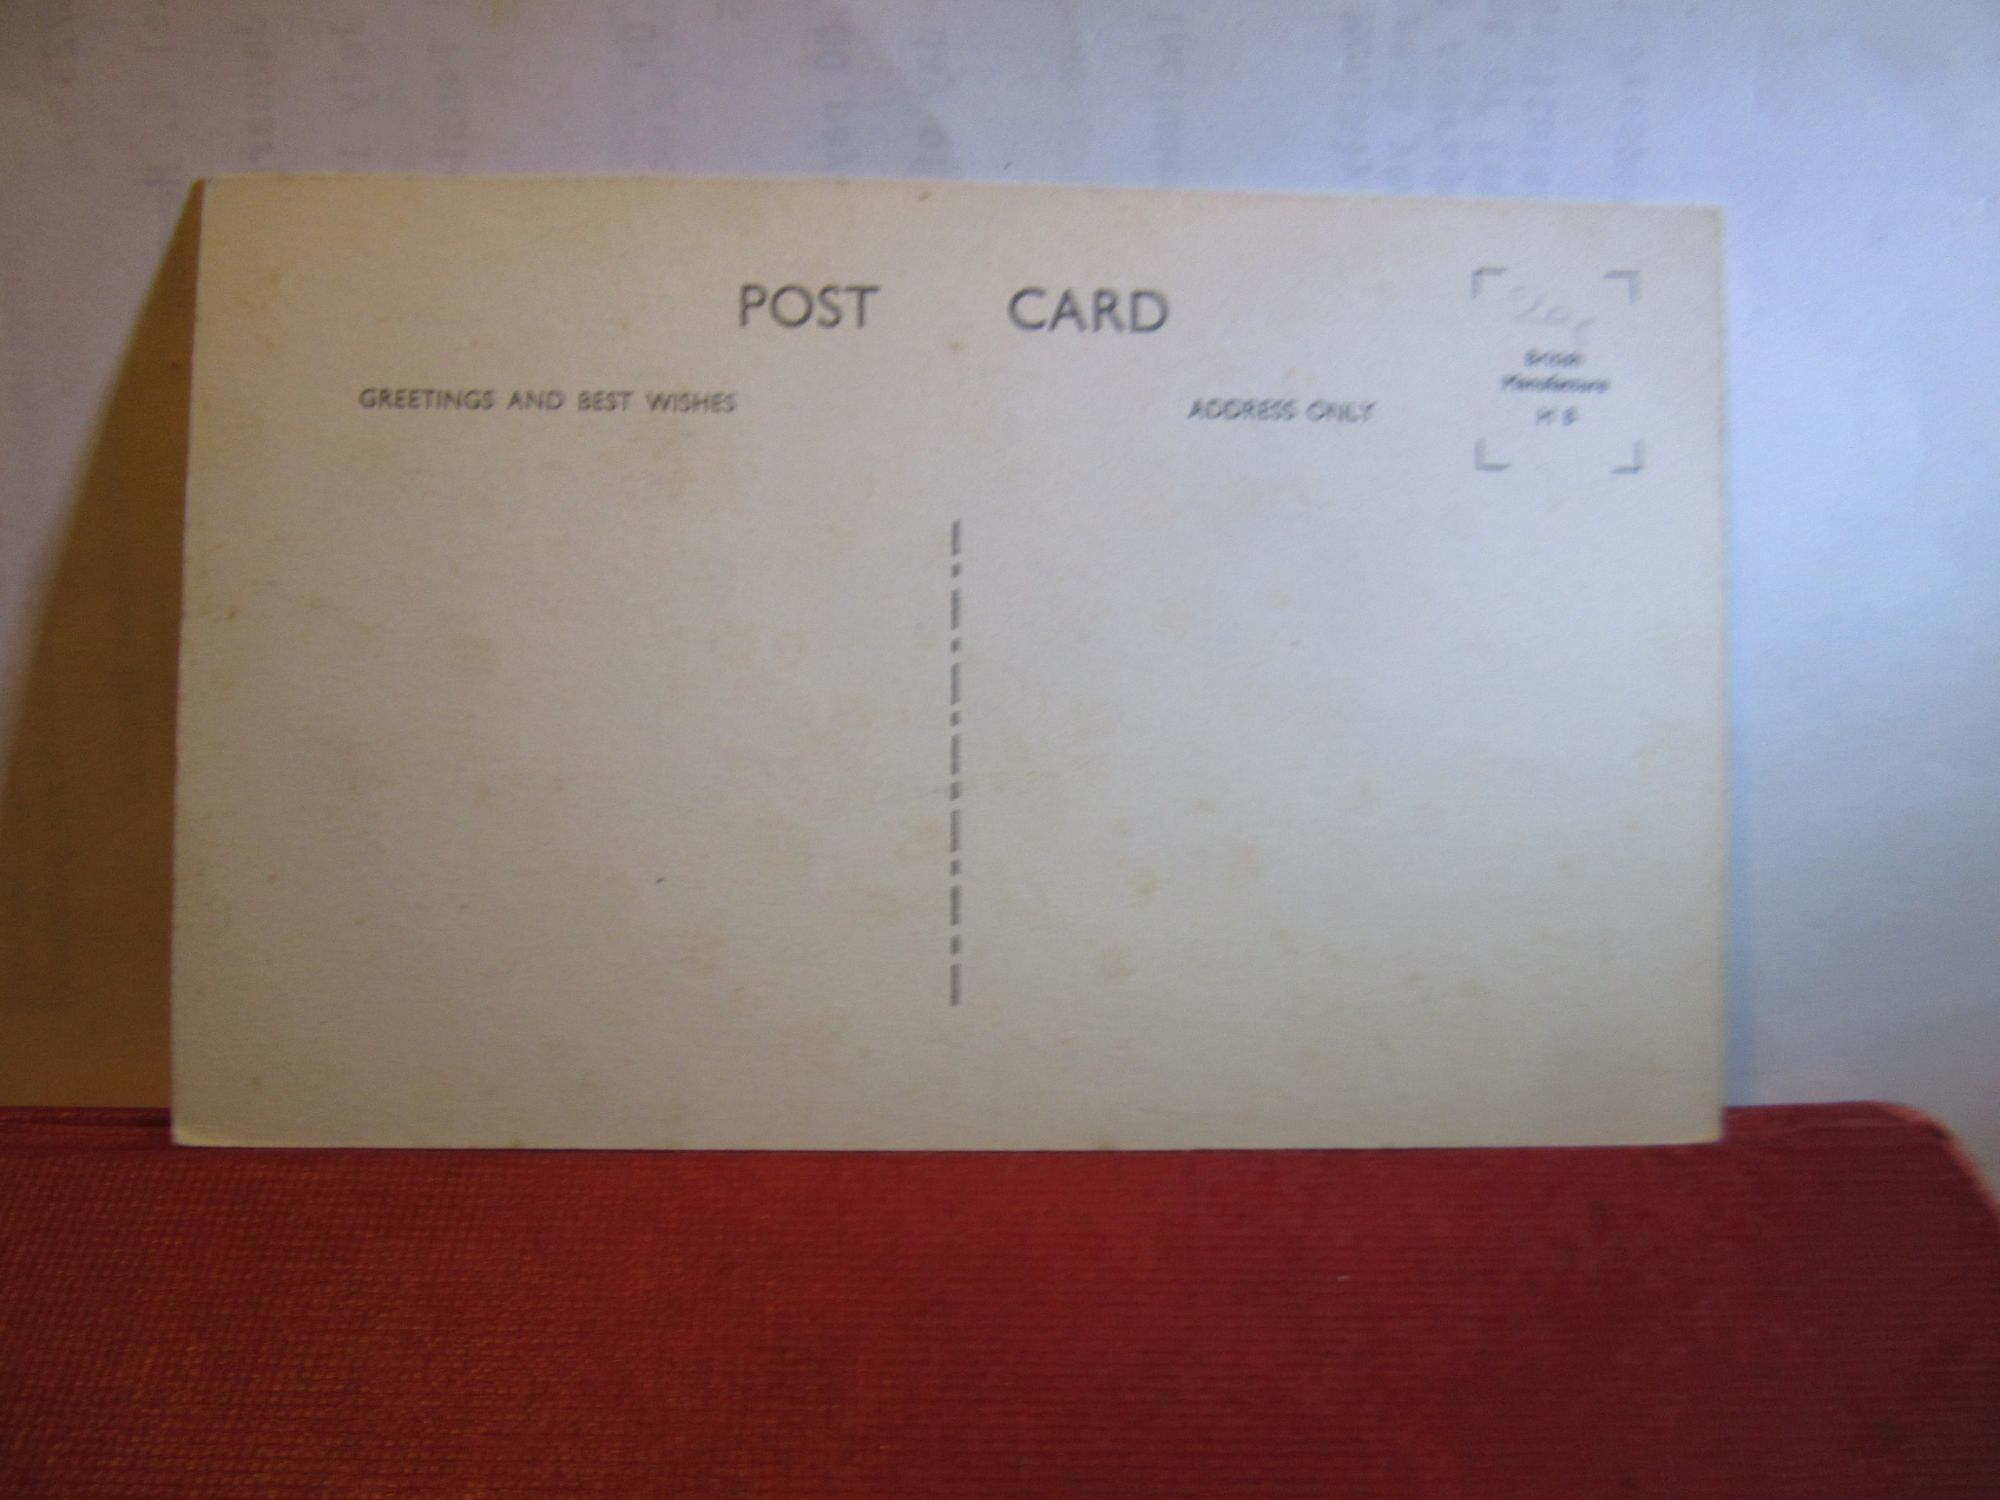 POST CARD
GREETINGS AND BEST WISHES
ADDRESS ONLY
British
Manufacture